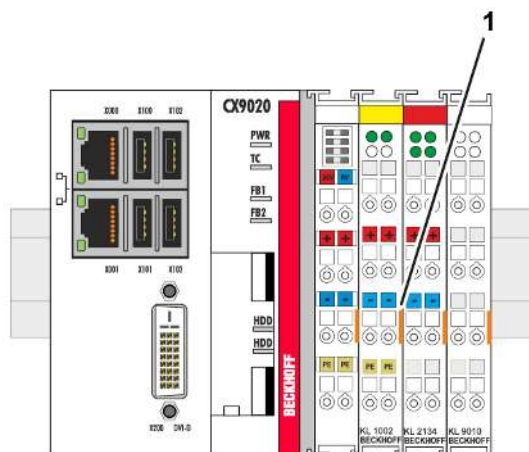 1
CX9020
X000 X100 X102
PWR
TC
FB1
FB2
24V 0V
+ + + + + +
X001 X101 X103
HDD
HDD
PE PE PE PE
X200 DVI-D
BECKHOFF
KL 1002 KL 2134 KL 9010
BECKHOFF BECKHOFF BECKHOFF